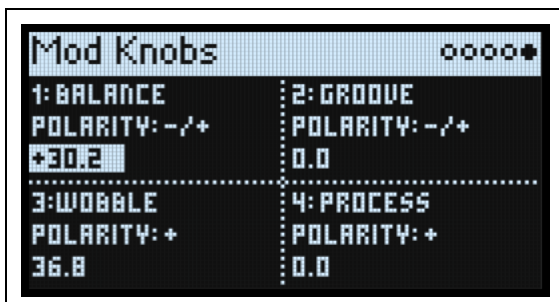 Mod Knobs
1: BALANCE
POLARITY: -/+
+30.2
2: GROOVE
POLARITY: -/+
0.0
3:WOBBLE
POLARITY: +
36.8
4: PROCESS
POLARITY: +
0.0